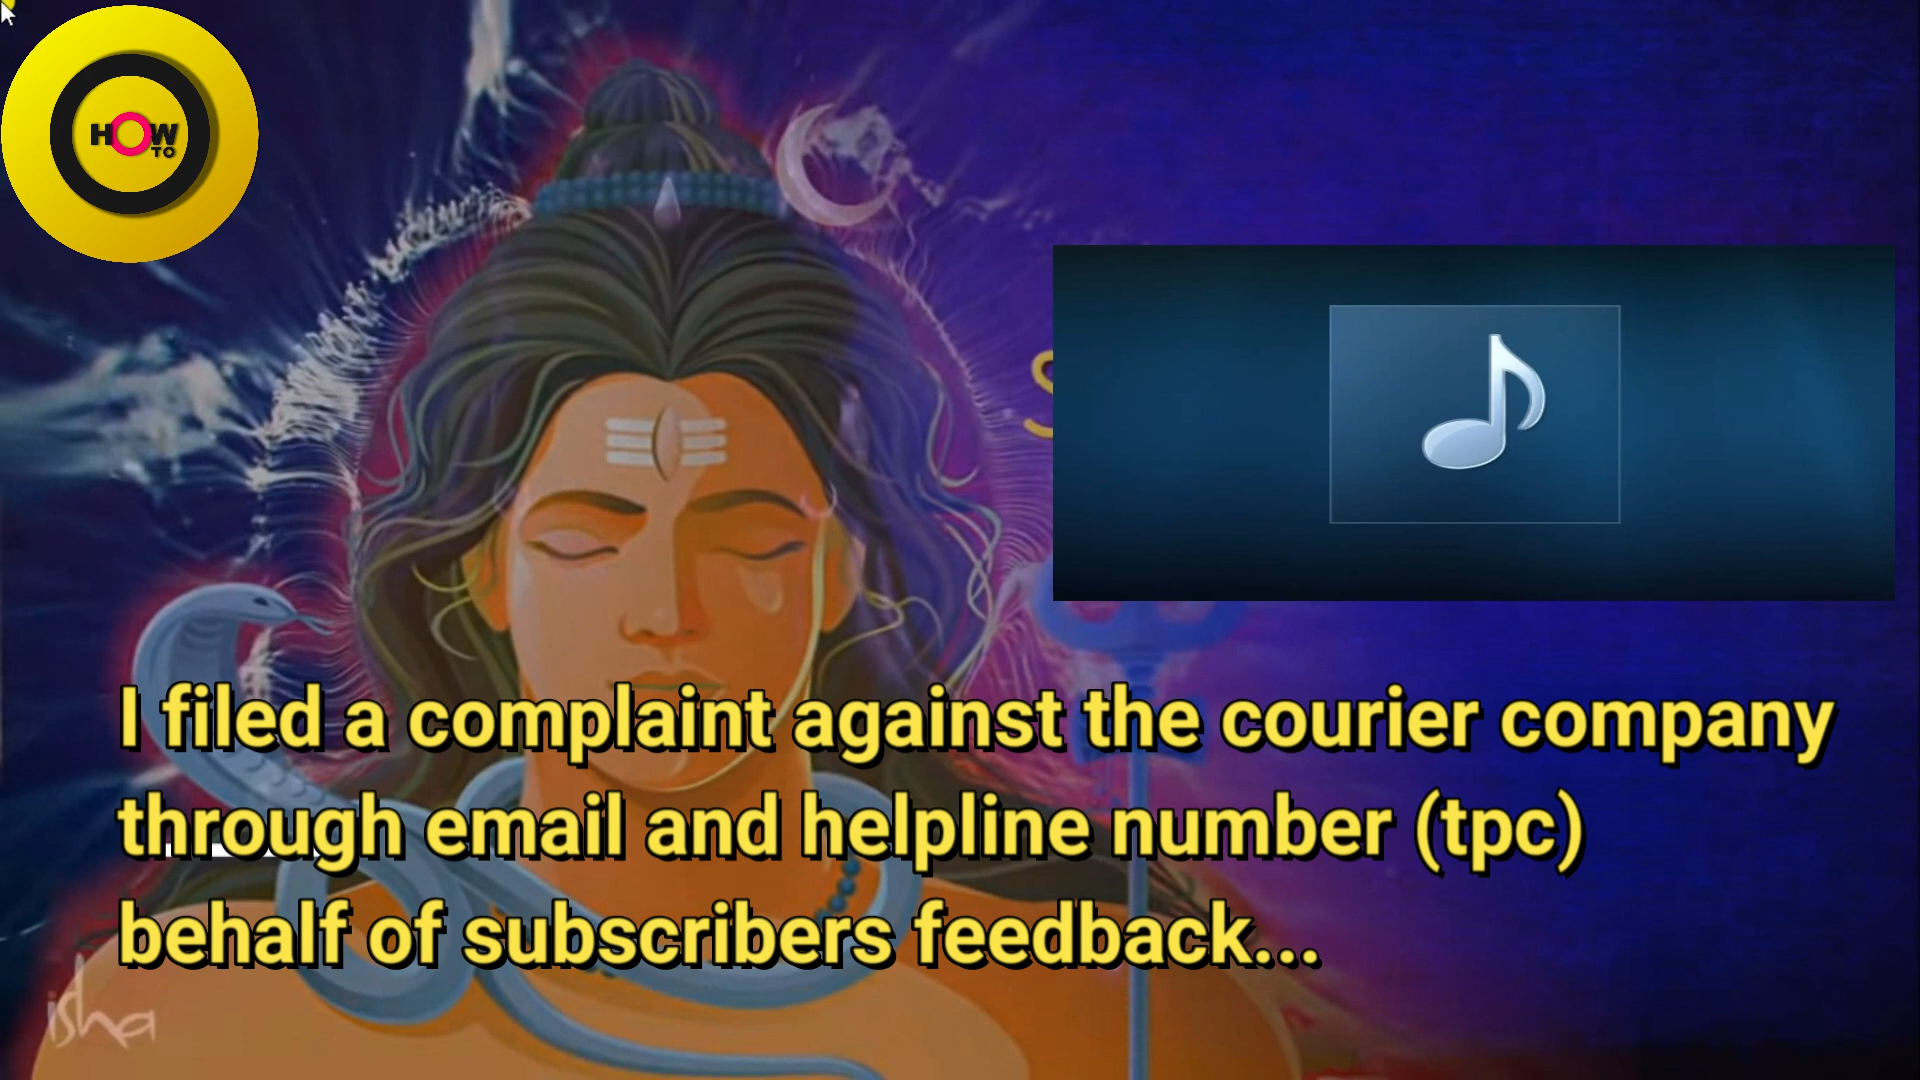 HOW
TO
S
I filed a complaint against the courier company
through email and helpline number (tpc)
behalf of subscribers feedback...
isha